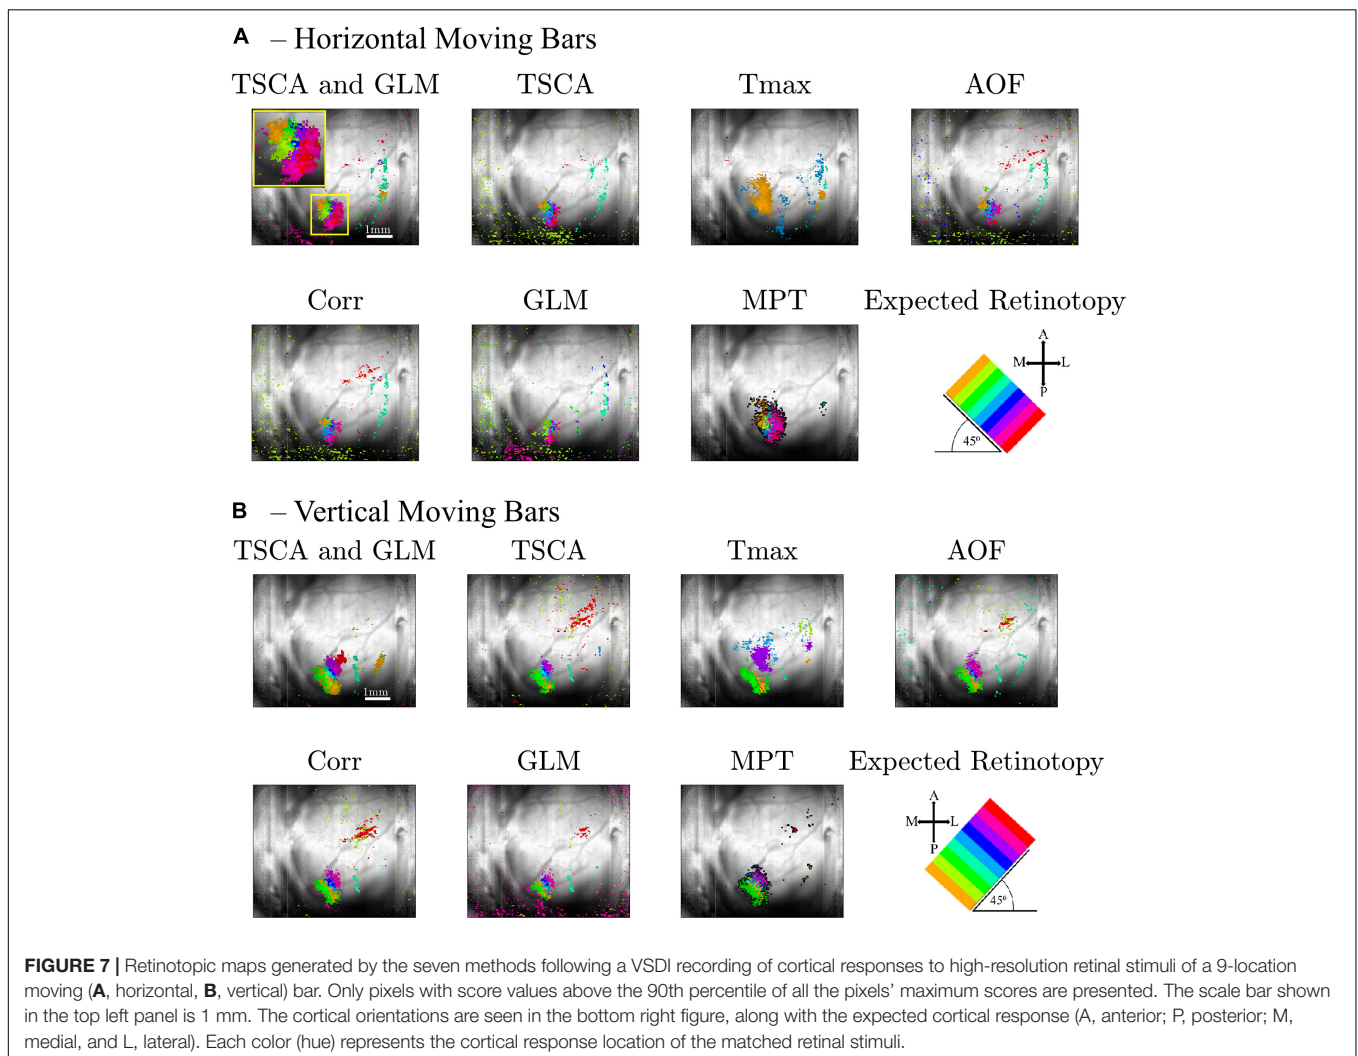 A – Horizontal Moving Bars
TSCA and GLM TSCA Tmax AOF
1mm
Corr GLM MPT Expected Retinotopy
A
M L
P
45⁰
B – Vertical Moving Bars
TSCA and GLM TSCA Tmax AOF
1mm
Corr GLM MPT Expected Retinotopy
A
M L
P
45⁰
FIGURE 7 | Retinotopic maps generated by the seven methods following a VSDI recording of cortical responses to high-resolution retinal stimuli of a 9-location
moving (A, horizontal, B, vertical) bar. Only pixels with score values above the 90th percentile of all the pixels’ maximum scores are presented. The scale bar shown
in the top left panel is 1 mm. The cortical orientations are seen in the bottom right figure, along with the expected cortical response (A, anterior; P, posterior; M,
medial, and L, lateral). Each color (hue) represents the cortical response location of the matched retinal stimuli.